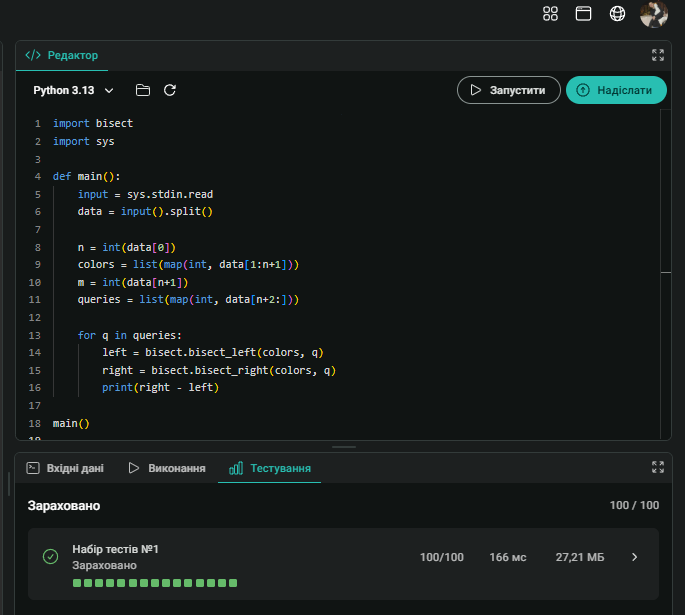 </> Редактор
Python 3.13
Запустити
Надіслати
1 import bisect
2 import sys
3
4 def main():
5     input = sys.stdin.read
6     data = input().split()
7
8     n = int(data[0])
9     colors = list(map(int, data[1:n+1]))
10     m = int(data[n+1])
11     queries = list(map(int, data[n+2:]))
12
13     for q in queries:
14         left = bisect.bisect_left(colors, q)
15         right = bisect.bisect_right(colors, q)
16         print(right - left)
17
18 main()
19
Вхідні дані
Виконання
Тестування
Зараховано 100 / 100
Набір тестів №1
Зараховано
100/100 166 мс 27,21 МБ